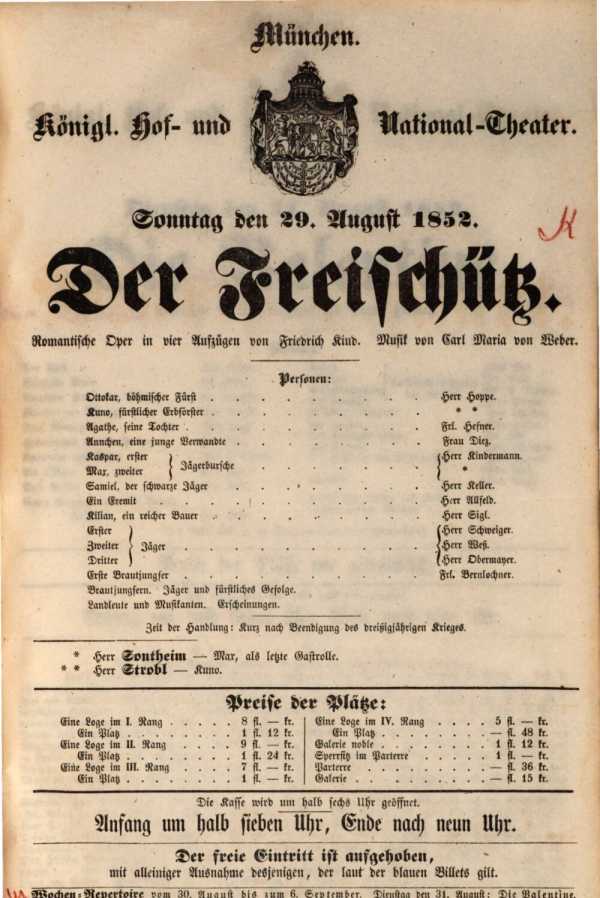 München.
Königl. Hof- und National-Theater.
Sonntag den 29. August 1852.
K
Der Freischütz.
Romantische Oper in vier Aufzügen von Friedrich Kind. Musik von Carl Maria von Weber.
Personen:
Ottokar, böhmischer Fürst . . . . . . . . Herr Hoppe.
Kuno, fürstlicher Erbförster . . . . . . . * *
Agathe, seine Tochter . . . . . . . . . Frl. Hefner.
Annchen, eine junge Verwandte . . . . . . . Frau Diez.
Kaspar, erster } Jägerbursche . . . . . . . {Herr Kindermann.
Max, zweiter } { *
Samiel, der schwarze Jäger . . . . . . . . Herr Keller.
Ein Eremit . . . . . . . . . . Herr Allfeld.
Kilian, ein reicher Bauer . . . . . . . . Herr Sigl.
Erster } {Herr Schweiger.
Zweiter } Jäger . . . . . . . . . {Herr Weß.
Dritter } {Herr Obermayer.
Erste Brautjungfer . . . . . . . . . Frl. Bernlochner.
Brautjungfern. Jäger und fürstliches Gefolge.
Landleute und Musikanten. Erscheinungen.
Zeit der Handlung: Kurz nach Beendigung des dreißigjährigen Krieges.
* Herr Sontheim — Max, als letzte Gastrolle.
* * Herr Strobl — Kuno.
Preise der Plätze:
Eine Loge im I. Rang . . . . . 8 fl. — kr.
Ein Platz . . . . . . . 1 fl. 12 kr.
Eine Loge im II. Rang . . . . . 9 fl. — kr.
Ein Platz . . . . . . . 1 fl. 24 kr.
Eine Loge im III. Rang . . . . . 7 fl. — kr.
Ein Platz . . . . . . . 1 fl. — kr.
Eine Loge im IV. Rang . . . . . 5 fl. — kr.
Ein Platz . . . . . . . — fl. 48 kr.
Galerie noble . . . . . . . 1 fl. 12 kr.
Sperrsitz im Parterre . . . . . 1 fl. — kr.
Parterre . . . . . . . . — fl. 36 kr.
Galerie . . . . . . . . — fl. 15 kr.
Die Kasse wird um halb sechs Uhr geöffnet.
Anfang um halb sieben Uhr, Ende nach neun Uhr.
Der freie Eintritt ist aufgehoben,
mit alleiniger Ausnahme desjenigen, der laut der blauen Billets gilt.
Wochen-Repertoire vom 30. August bis zum 6. September. Dienstag den 31. August: Die Valentine.